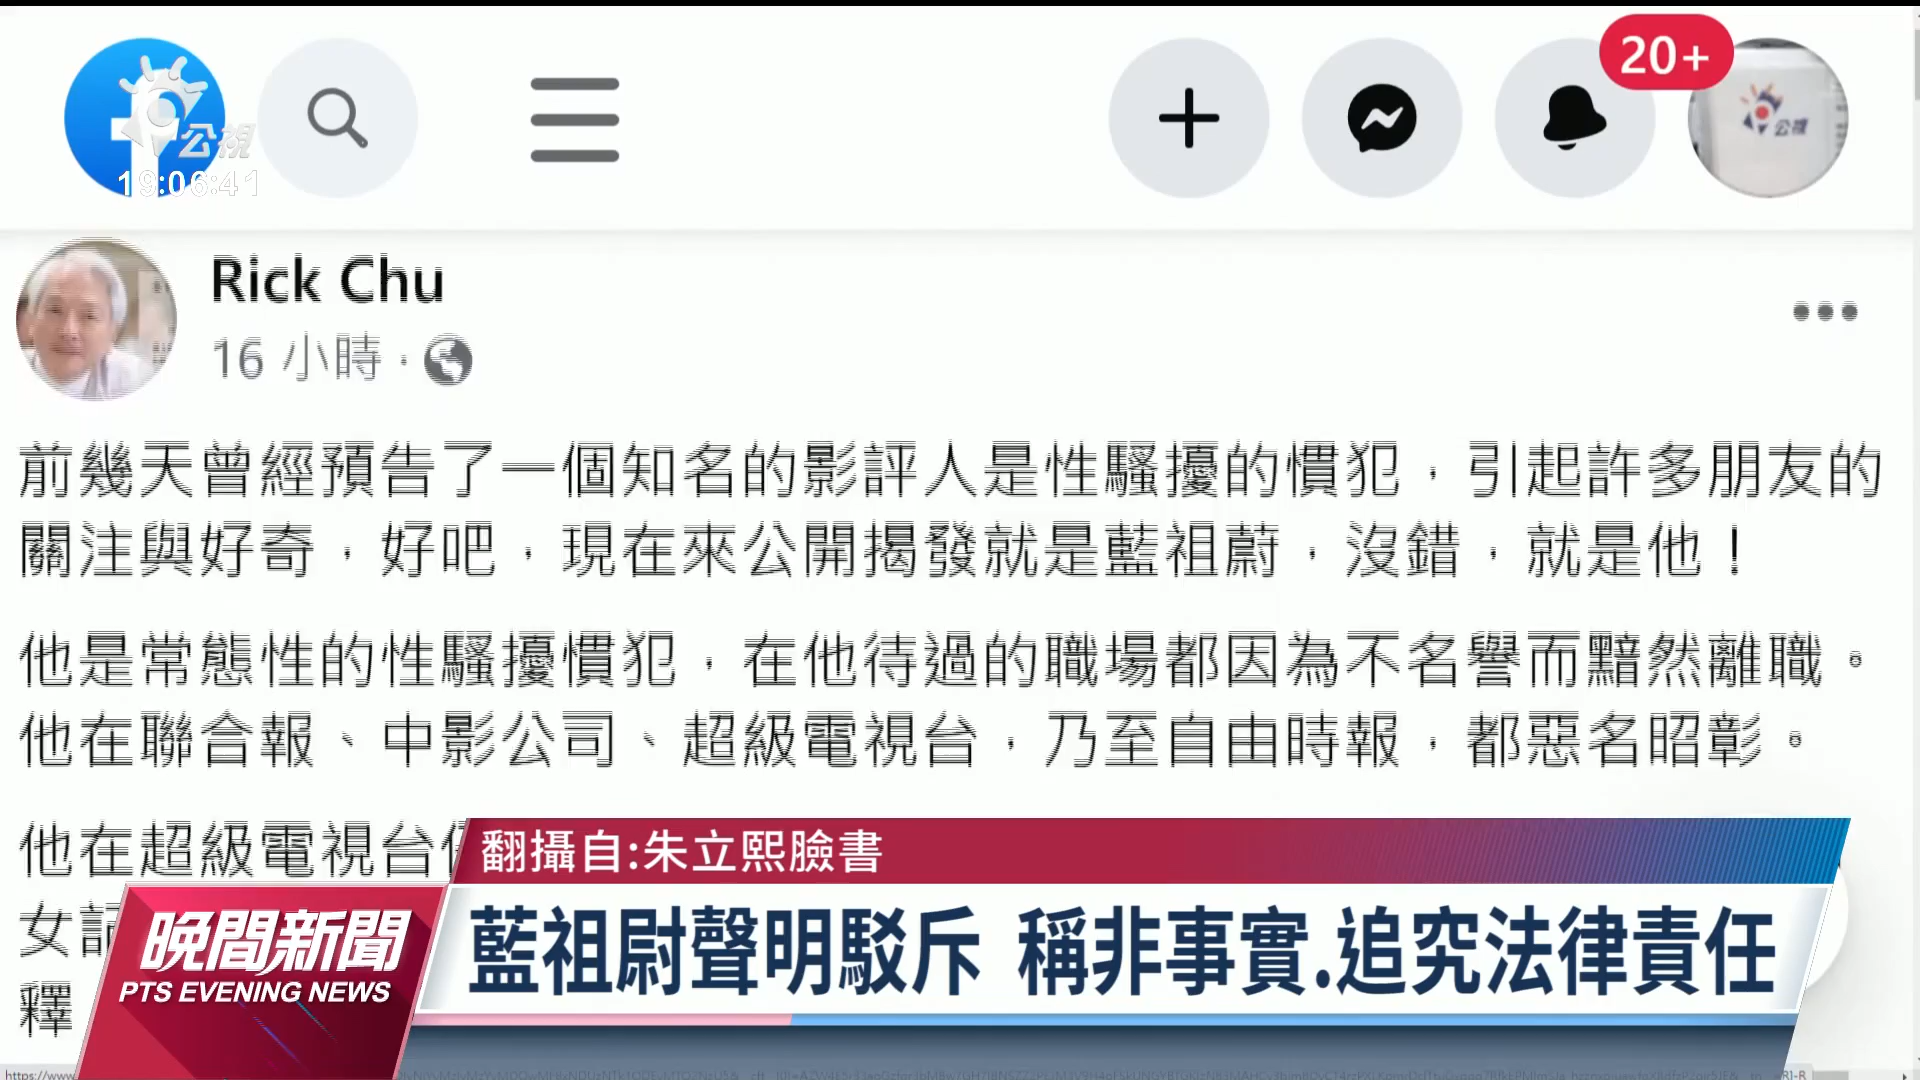 公視
19:06:41
20+
公視
Rick Chu
16 小時 ·
前幾天曾經預告了一個知名的影評人是性騷擾的慣犯，引起許多朋友的
關注與好奇，好吧，現在來公開揭發就是藍祖蔚，沒錯，就是他！
他是常態性的性騷擾慣犯，在他待過的職場都因為不名譽而黯然離職。
他在聯合報、中影公司、超級電視台，乃至自由時報，都惡名昭彰。
他在超級電視台
女記
釋
翻攝自:朱立熙臉書
晚間新聞
PTS EVENING NEWS
藍祖尉聲明駁斥 稱非事實.追究法律責任
https://www